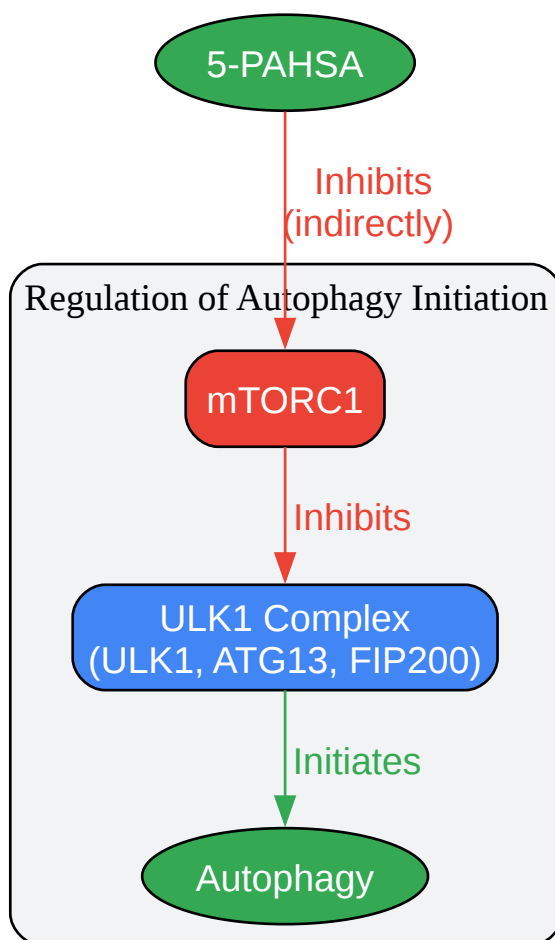 5-PAHSA
Inhibits
(indirectly)
Regulation of Autophagy Initiation
mTORC1
Inhibits
ULK1 Complex
(ULK1, ATG13, FIP200)
Initiates
Autophagy